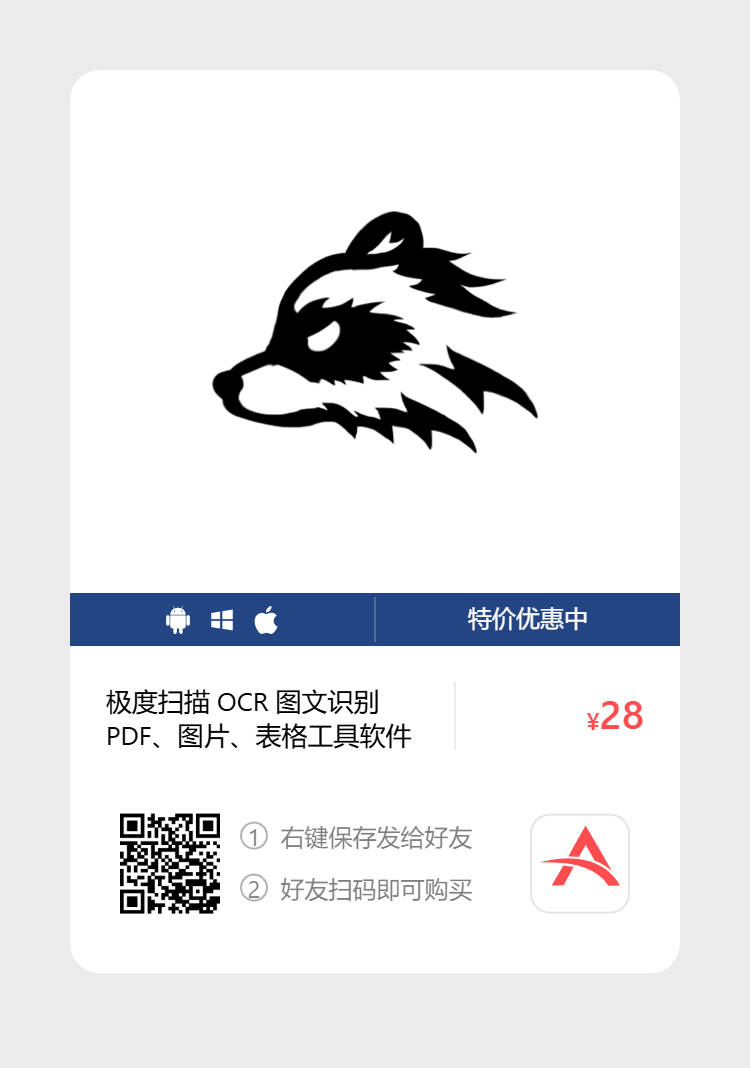 特价优惠中
极度扫描 OCR 图文识别
PDF、图片、表格工具软件
¥28
① 右键保存发给好友
② 好友扫码即可购买